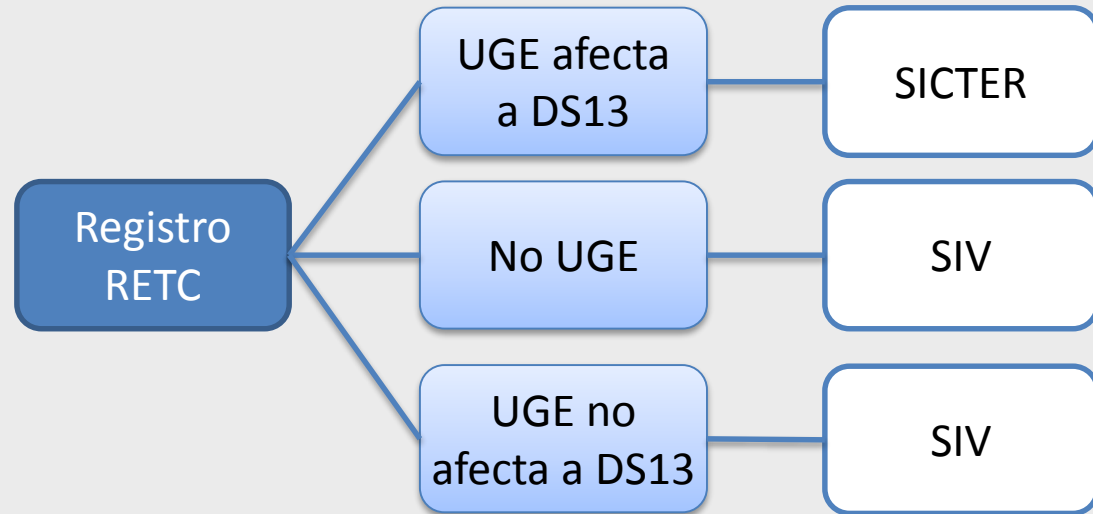 UGE afecta
a DS13
SICTER
Registro
RETC
No UGE
SIV
UGE no
afecta a DS13
SIV